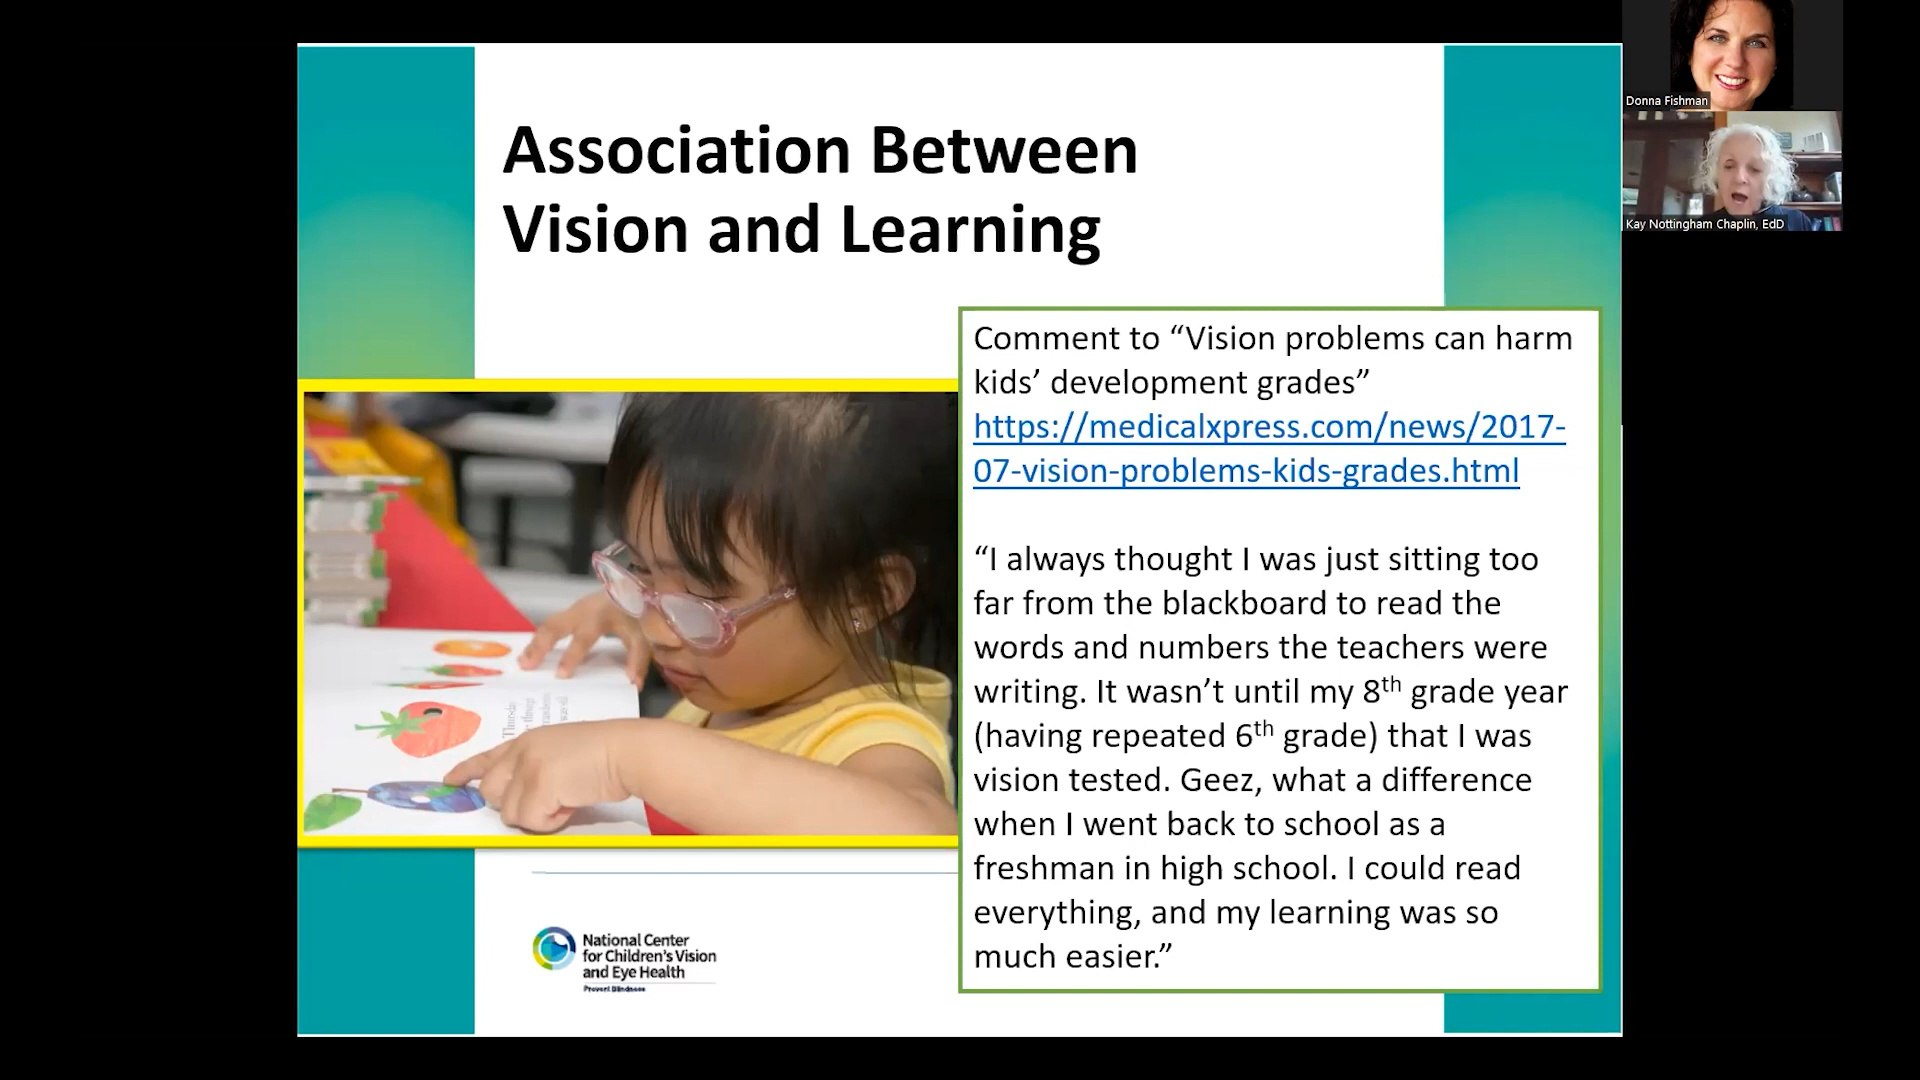 Association Between
Vision and Learning
Comment to “Vision problems can harm
kids’ development grades”
https://medicalxpress.com/news/2017-
07-vision-problems-kids-grades.html
“I always thought I was just sitting too
far from the blackboard to read the
words and numbers the teachers were
writing. It wasn’t until my 8th grade year
(having repeated 6th grade) that I was
vision tested. Geez, what a difference
when I went back to school as a
freshman in high school. I could read
everything, and my learning was so
much easier.”
National Center
for Children’s Vision
and Eye Health
Prevent Blindness
Donna Fishman
Kay Nottingham Chaplin, EdD